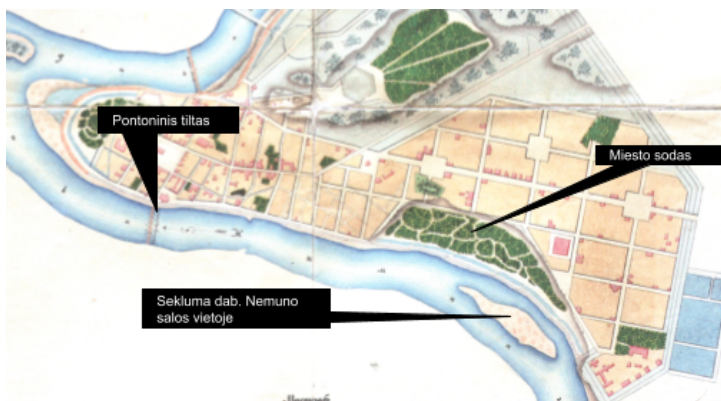 Pontoninis tiltas
Miesto sodas
Sekluma dab. Nemuno
salos vietoje